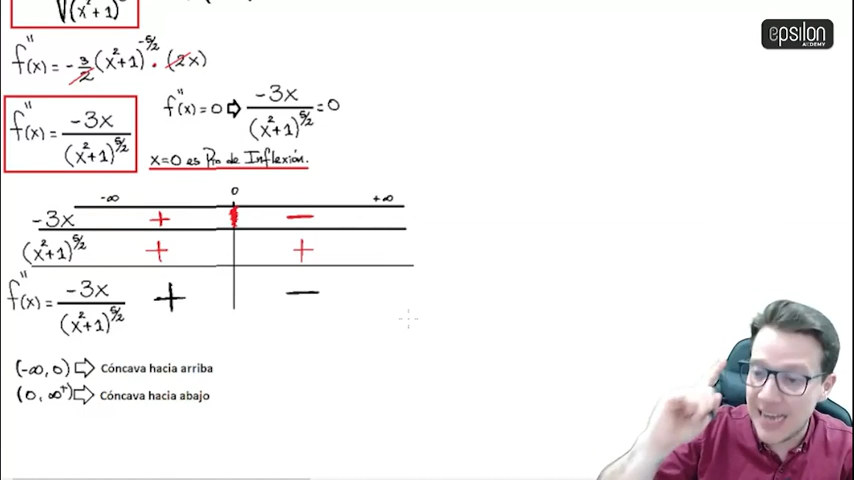 √(x²+1)
f''(x) = -3/2 (x²+1)^-5/2 · (2x)
f''(x) = -3x/(x²+1)^5/2
f''(x) = 0 ⇒ -3x/(x²+1)^5/2 = 0
x=0 es Pto de Inflexión.
-∞ 0 +∞
-3x + −
(x²+1)^5/2 + +
f''(x) = -3x/(x²+1)^5/2 + −
(-∞, 0) ⇒ Cóncava hacia arriba
(0, ∞⁺) ⇒ Cóncava hacia abajo
epsilon
ACADEMY